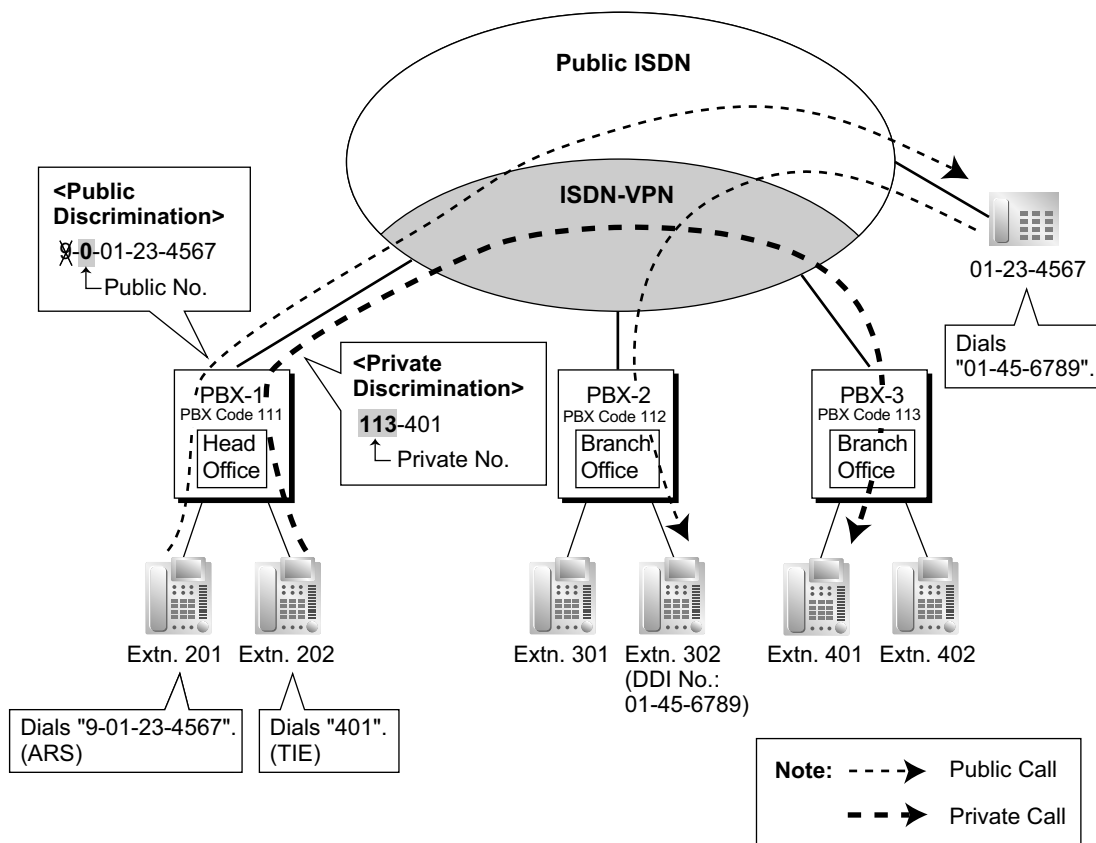 Public ISDN
ISDN-VPN
<Public
Discrimination>
9-0-01-23-4567
Public No.
01-23-4567
Dials
"01-45-6789".
<Private
Discrimination>
113-401
Private No.
PBX-1
PBX Code 111
Head
Office
PBX-2
PBX Code 112
Branch
Office
PBX-3
PBX Code 113
Branch
Office
Extn. 201
Extn. 202
Extn. 301
Extn. 302
(DDI No.:
01-45-6789)
Extn. 401
Extn. 402
Dials "9-01-23-4567".
(ARS)
Dials "401".
(TIE)
Note:
Public Call
Private Call